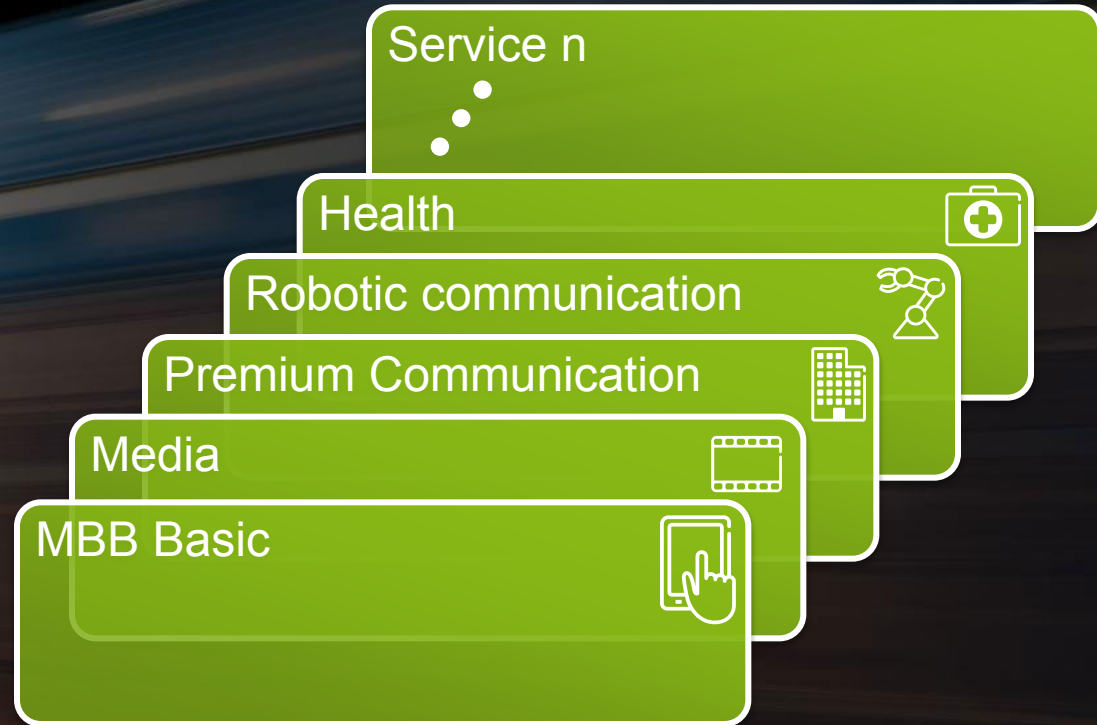 Service n
Health
Robotic communication
Premium Communication
Media
MBB Basic